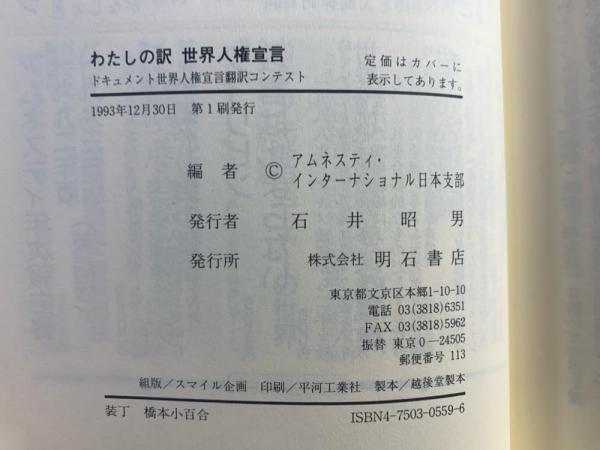 わたしの訳 世界人権宣言
ドキュメント世界人権宣言翻訳コンテスト
定価はカバーに
表示してあります。
1993年12月30日 第1刷発行
編者 © アムネスティ・
インターナショナル日本支部
発行者 石井昭男
発行所 株式会社 明石書店
東京都文京区本郷1-10-10
電話 03(3818)6351
FAX 03(3818)5962
振替 東京0―24505
郵便番号 113
組版/スマイル企画 印刷/平河工業社 製本/越後堂製本
装丁 橋本小百合
ISBN4-7503-0559-6